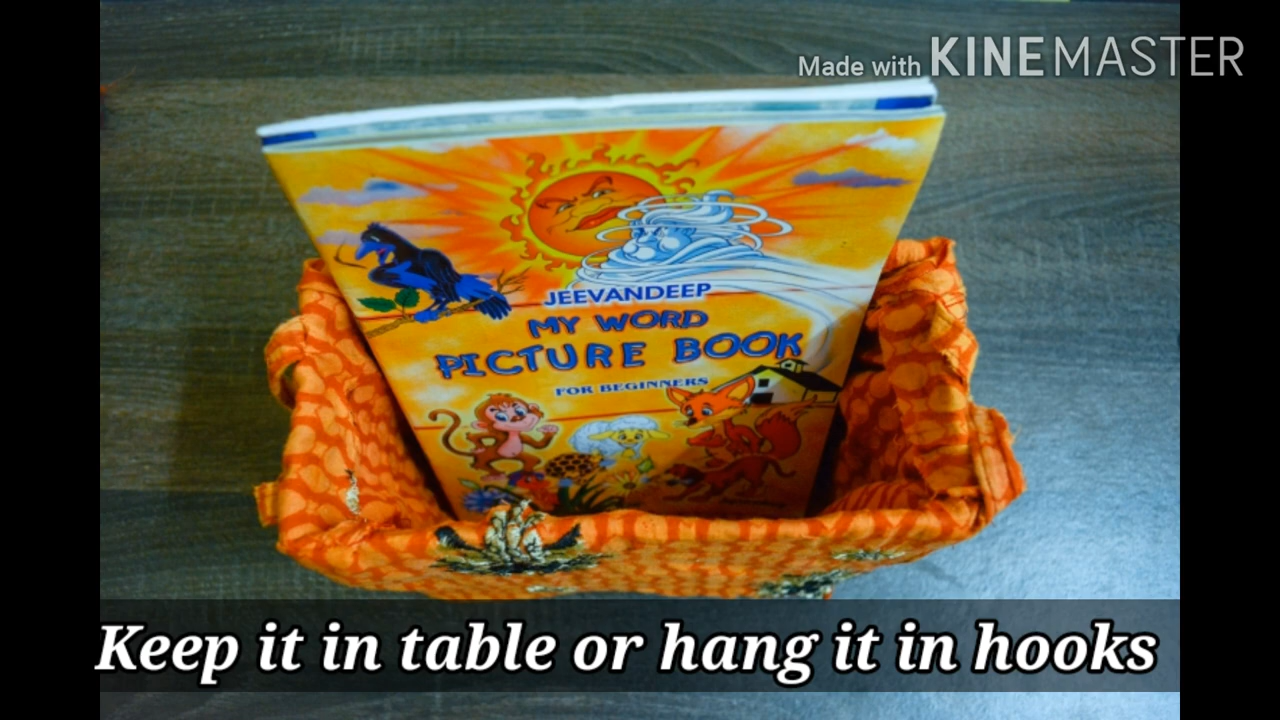 Made with KINEMASTER
JEEVANDEEP
MY WORD
PICTURE BOOK
FOR BEGINNERS
Keep it in table or hang it in hooks